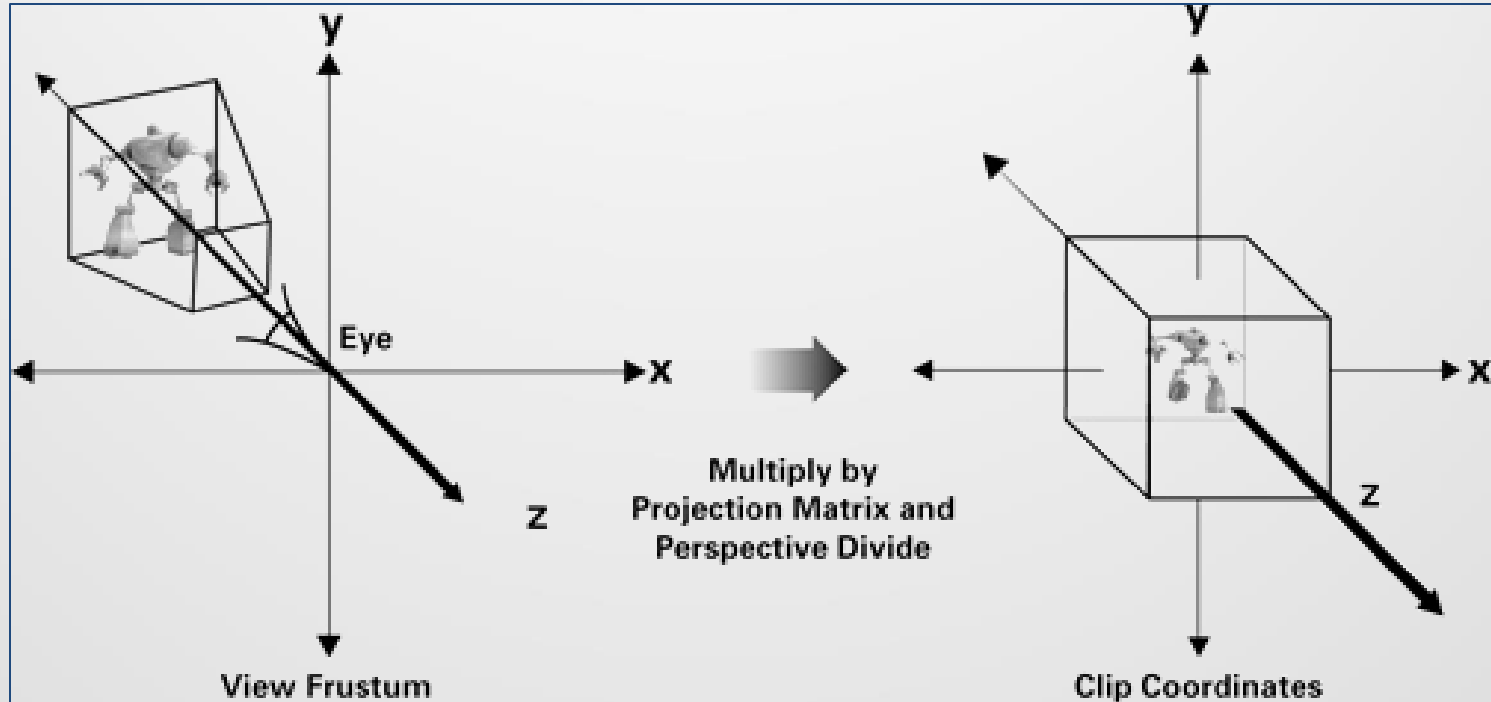 y
y
Eye
x
x
Multiply by
Projection Matrix and
Perspective Divide
z
z
View Frustum
Clip Coordinates